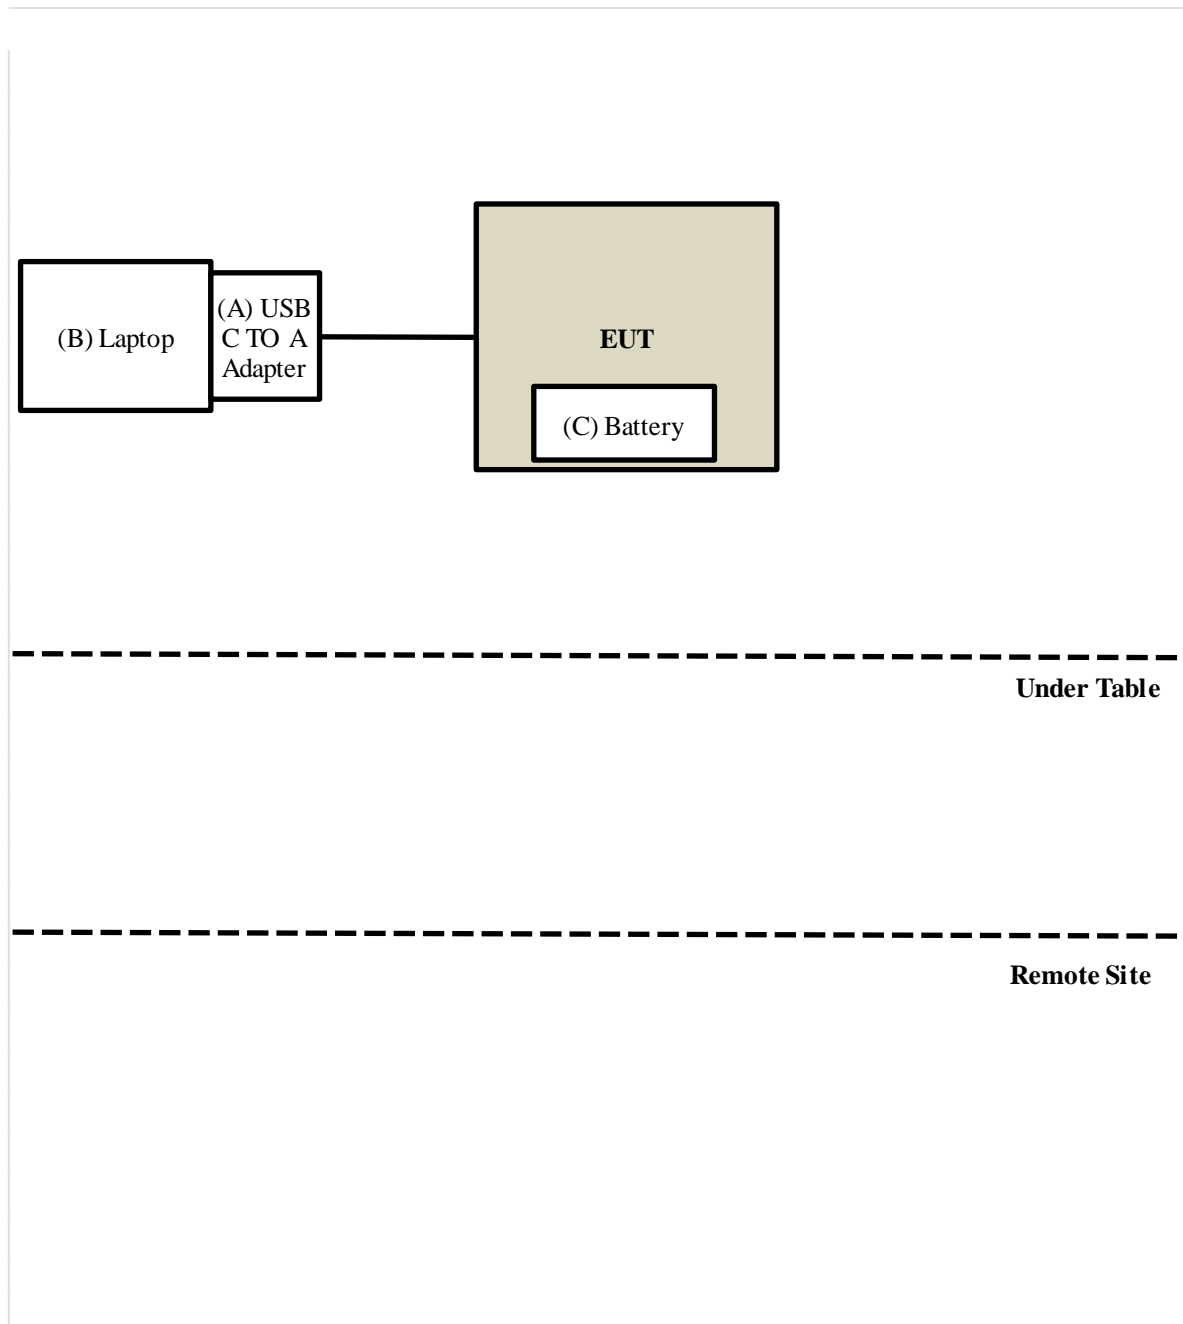 (A) USB
(B) Laptop
C TO A
EUT
Adapter
(C) Battery
Under Table
Remote Site